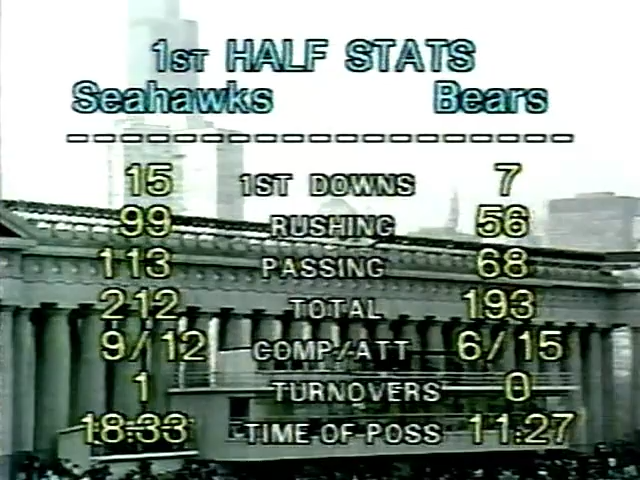 1ST HALF STATS
Seahawks Bears
15 1ST DOWNS 7
99 RUSHING 56
113 PASSING 68
212 TOTAL 193
9/12 COMP/ATT 6/15
1 TURNOVERS 0
18:33 TIME OF POSS 11:27